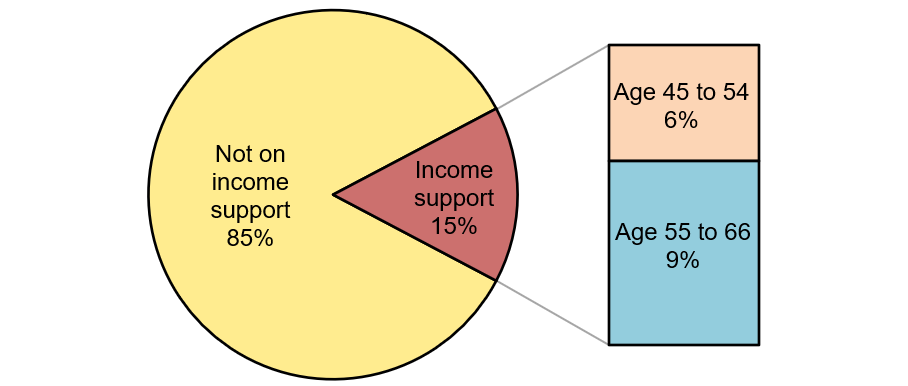 Not on
income
support
85%
Income
support
15%
Age 45 to 54
6%
Age 55 to 66
9%